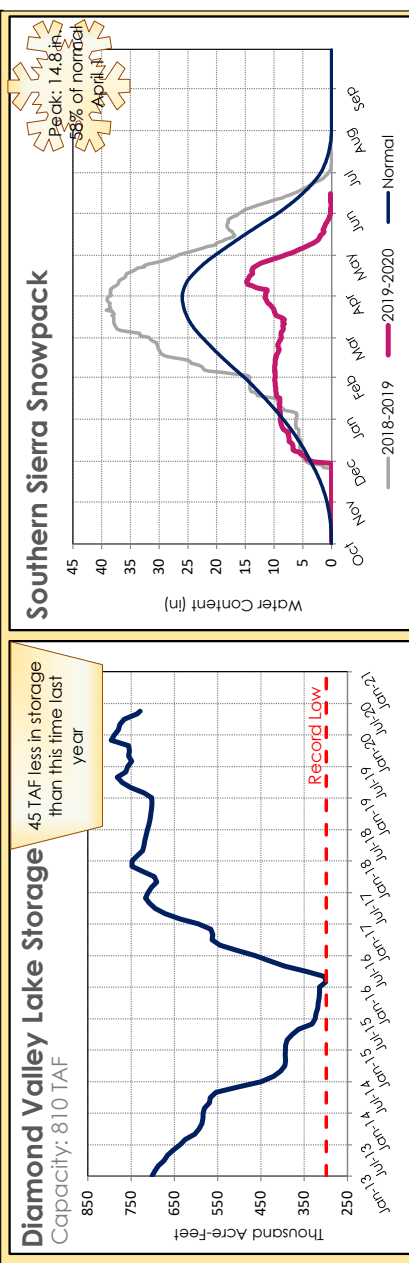 Diamond Valley Lake Storage
Capacity: 810 TAF
45 TAF less in storage
than this time last
year
850
750
650
550
450
350
250
Thousand Acre-Feet
Record Low
Jan-13
Jul-13
Jan-14
Jul-14
Jan-15
Jul-15
Jan-16
Jul-16
Jan-17
Jul-17
Jan-18
Jul-18
Jan-19
Jul-19
Jan-20
Jul-20
Jan-21
Southern Sierra Snowpack
Peak: 14.8 in.
58% of normal
April 1
45
40
35
30
25
20
15
10
5
0
Water Content (in)
Oct
Nov
Dec
Jan
Feb
Mar
Apr
May
Jun
Jul
Aug
Sep
2018-2019
2019-2020
Normal